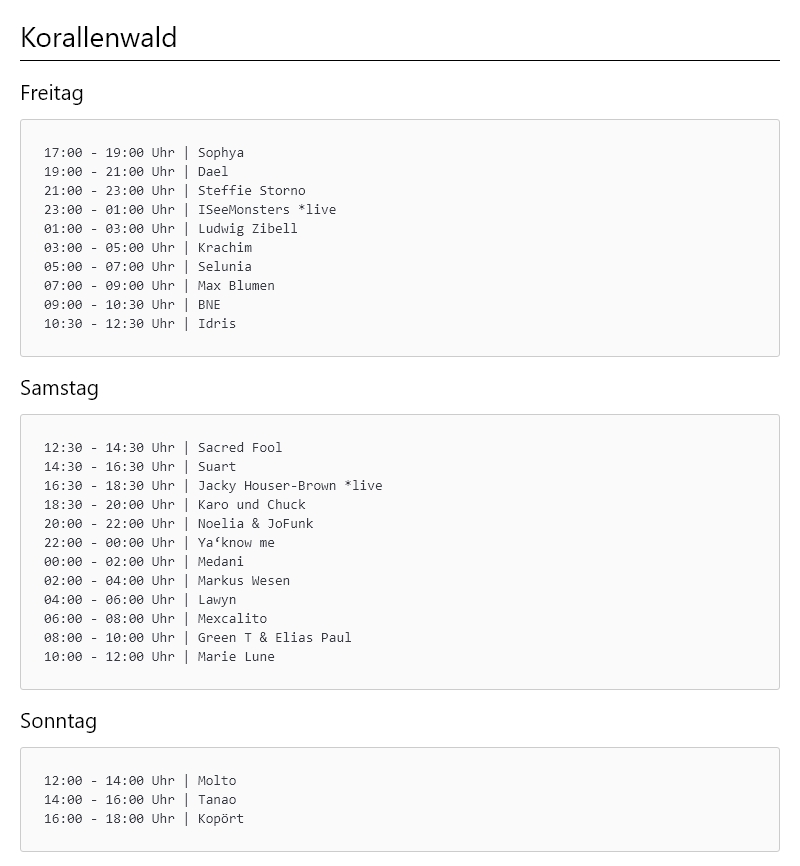 Korallenwald
Freitag
17:00 - 19:00 Uhr | Sophya
19:00 - 21:00 Uhr | Dael
21:00 - 23:00 Uhr | Steffie Storno
23:00 - 01:00 Uhr | ISeeMonsters *live
01:00 - 03:00 Uhr | Ludwig Zibell
03:00 - 05:00 Uhr | Krachim
05:00 - 07:00 Uhr | Selunia
07:00 - 09:00 Uhr | Max Blumen
09:00 - 10:30 Uhr | BNE
10:30 - 12:30 Uhr | Idris
Samstag
12:30 - 14:30 Uhr | Sacred Fool
14:30 - 16:30 Uhr | Suart
16:30 - 18:30 Uhr | Jacky Houser-Brown *live
18:30 - 20:00 Uhr | Karo und Chuck
20:00 - 22:00 Uhr | Noelia & JoFunk
22:00 - 00:00 Uhr | Ya‘know me
00:00 - 02:00 Uhr | Medani
02:00 - 04:00 Uhr | Markus Wesen
04:00 - 06:00 Uhr | Lawyn
06:00 - 08:00 Uhr | Mexcalito
08:00 - 10:00 Uhr | Green T & Elias Paul
10:00 - 12:00 Uhr | Marie Lune
Sonntag
12:00 - 14:00 Uhr | Molto
14:00 - 16:00 Uhr | Tanao
16:00 - 18:00 Uhr | Kopört